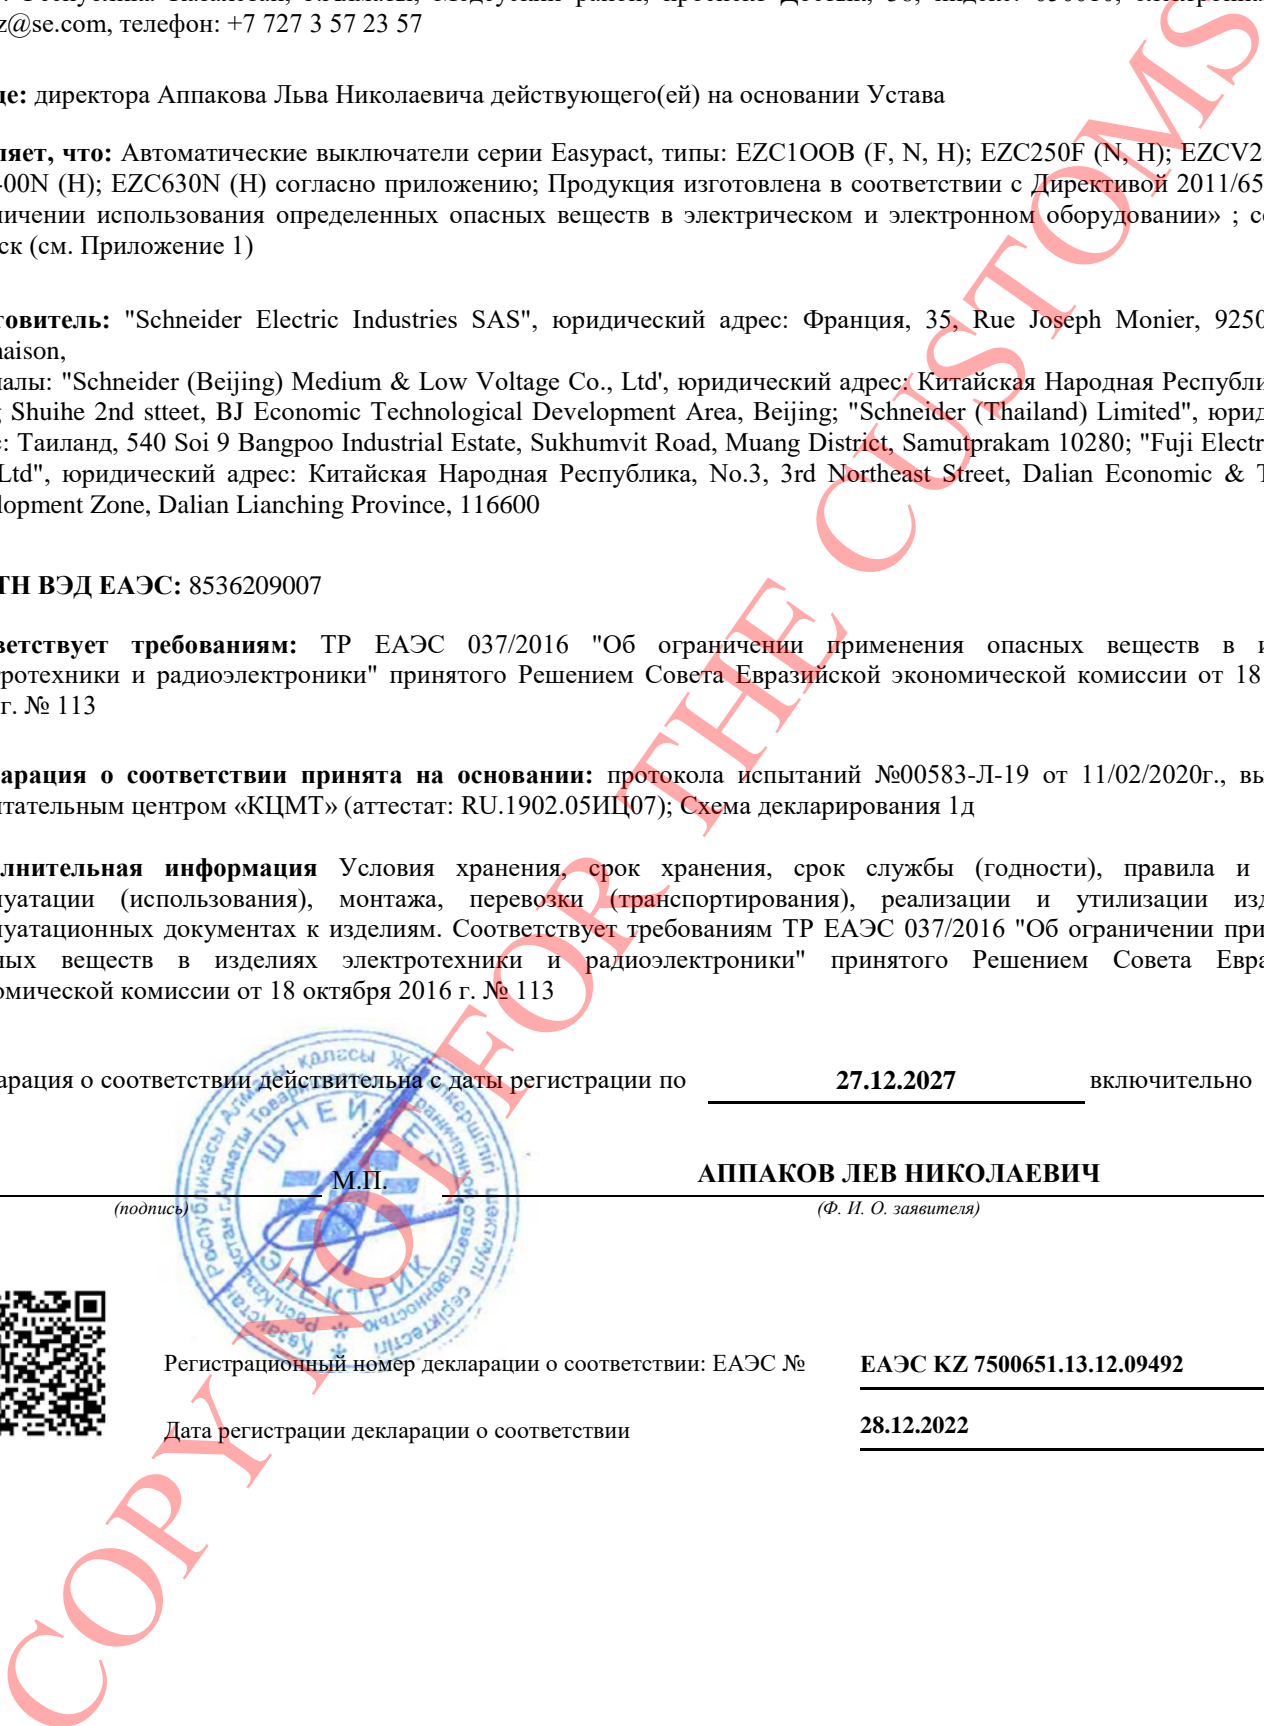 z@se.com, телефон: +7 727 3 57 23 57
це: директора Аппакова Льва Николаевича действующего(ей) на основании Устава
ляет, что: Автоматические выключатели серии Easypact, типы: EZC1OOB (F, N, H); EZC250F (N, H); EZCV2
-00N (H); EZC630N (H) согласно приложению; Продукция изготовлена в соответствии с Директивой 2011/65
ничении использования определенных опасных веществ в электрическом и электронном оборудовании» ; се
ск (см. Приложение 1)
товитель: "Schneider Electric Industries SAS", юридический адрес: Франция, 35, Rue Joseph Monier, 9250
naison,
алы: "Schneider (Beijing) Medium & Low Voltage Co., Ltd', юридический адрес: Китайская Народная Республи
; Shuihe 2nd stteet, BJ Economic Technological Development Area, Beijing; "Schneider (Thailand) Limited", юрид
с: Таиланд, 540 Soi 9 Bangpoo Industrial Estate, Sukhumvit Road, Muang District, Samutprakam 10280; "Fuji Electr
Ltd", юридический адрес: Китайская Народная Республика, No.3, 3rd Northeast Street, Dalian Economic & T
lopment Zone, Dalian Lianching Province, 116600
ТН ВЭД ЕАЭС: 8536209007
ветствует требованиям: ТР ЕАЭС 037/2016 "Об ограничении применения опасных веществ в и
ротехники и радиоэлектроники" принятого Решением Совета Евразийской экономической комиссии от 18
г. № 113
арация о соответствии принята на основании: протокола испытаний №00583-Л-19 от 11/02/2020г., вы
тательным центром «КЦМТ» (аттестат: RU.1902.05ИЦ07); Схема декларирования 1д
лнительная информация Условия хранения, срок хранения, срок службы (годности), правила и
луатации (использования), монтажа, перевозки (транспортирования), реализации и утилизации изд
луатационных документах к изделиям. Соответствует требованиям ТР ЕАЭС 037/2016 "Об ограничении при
ных веществ в изделиях электротехники и радиоэлектроники" принятого Решением Совета Евра
омической комиссии от 18 октября 2016 г. № 113
арация о соответствии действительна с даты регистрации по 27.12.2027 включительно
М.П. АППАКОВ ЛЕВ НИКОЛАЕВИЧ
(подпись) (Ф. И. О. заявителя)
ЭЛЕКТРИК
Регистрационный номер декларации о соответствии: ЕАЭС № ЕАЭС KZ 7500651.13.12.09492
Дата регистрации декларации о соответствии 28.12.2022
COPY NOT FOR THE CUSTOMS